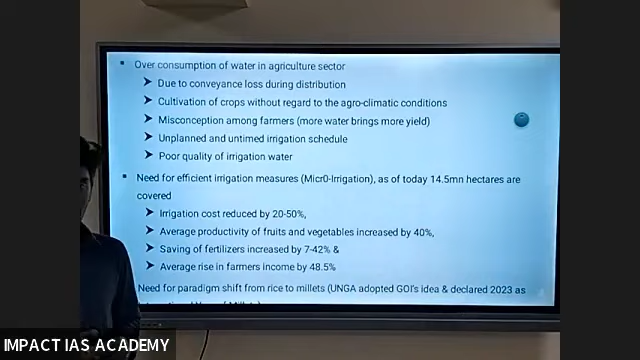 Over consumption of water in agriculture sector
Due to conveyance loss during distribution
Cultivation of crops without regard to the agro-climatic conditions
Misconception among farmers (more water brings more yield)
Unplanned and untimed irrigation schedule
Poor quality of irrigation water
Need for efficient irrigation measures (Micr0-Irrigation), as of today 14.5mn hectares are
covered
Irrigation cost reduced by 20-50%,
Average productivity of fruits and vegetables increased by 40%,
Saving of fertilizers increased by 7-42% &
Average rise in farmers income by 48.5%
Need for paradigm shift from rice to millets (UNGA adopted GOI's idea & declared 2023 as
IMPACT IAS ACADEMY